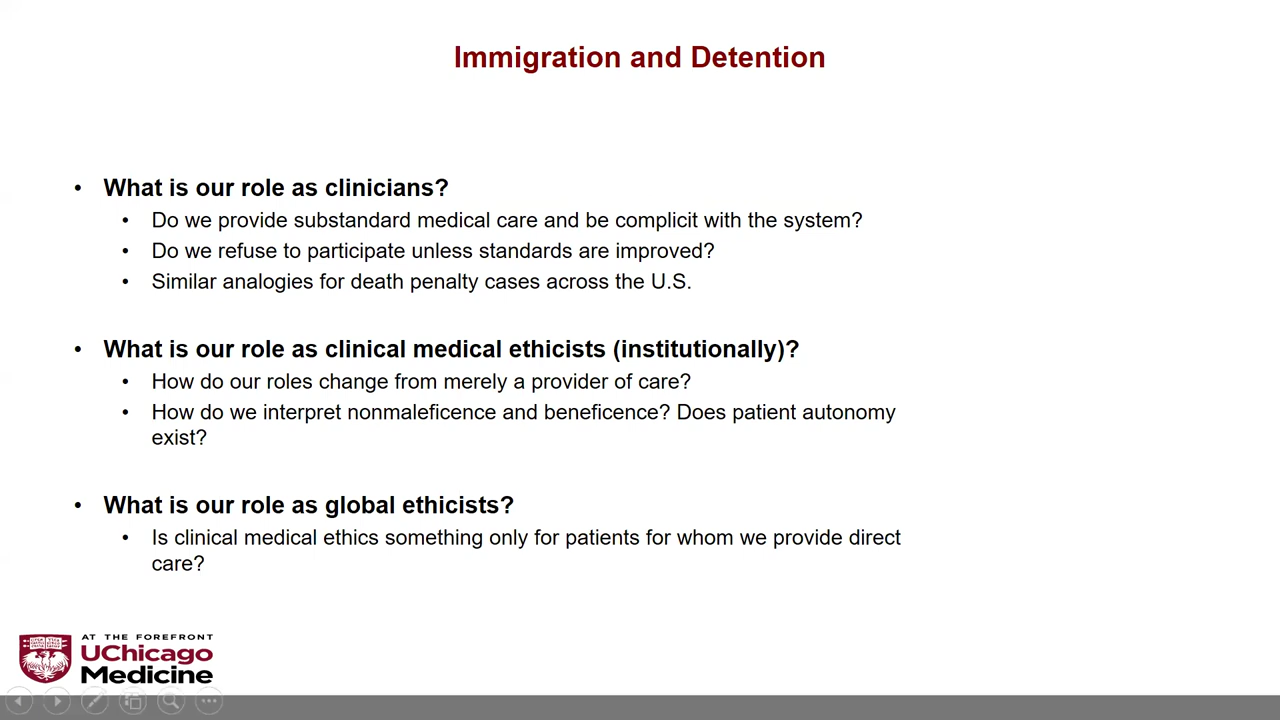 Immigration and Detention
• What is our role as clinicians?
• Do we provide substandard medical care and be complicit with the system?
• Do we refuse to participate unless standards are improved?
• Similar analogies for death penalty cases across the U.S.
• What is our role as clinical medical ethicists (institutionally)?
• How do our roles change from merely a provider of care?
• How do we interpret nonmaleficence and beneficence? Does patient autonomy
exist?
• What is our role as global ethicists?
• Is clinical medical ethics something only for patients for whom we provide direct
care?
AT THE FOREFRONT
UChicago
Medicine